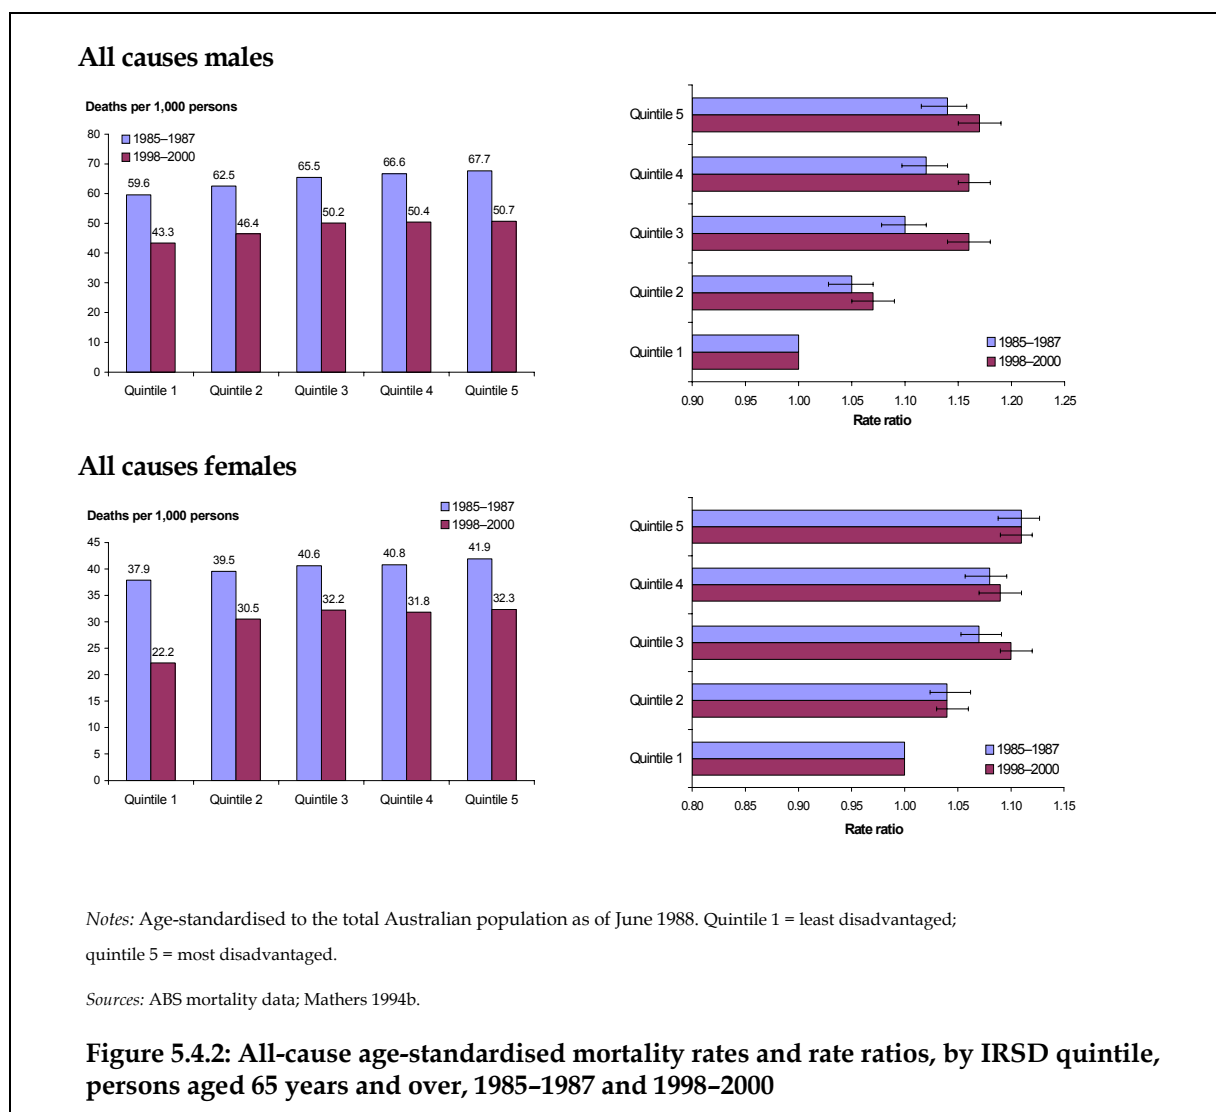 All causes males
Deaths per 1,000 persons
1985–1987
1998–2000
80
70
60
50
40
30
20
10
0
59.6
43.3
62.5
46.4
65.5
50.2
66.6
50.4
67.7
50.7
Quintile 1 Quintile 2 Quintile 3 Quintile 4 Quintile 5
Quintile 5
Quintile 4
Quintile 3
Quintile 2
Quintile 1
1985–1987
1998–2000
0.90 0.95 1.00 1.05 1.10 1.15 1.20 1.25
Rate ratio
All causes females
Deaths per 1,000 persons
1985–1987
1998–2000
45
40
35
30
25
20
15
10
5
0
37.9
22.2
39.5
30.5
40.6
32.2
40.8
31.8
41.9
32.3
Quintile 1 Quintile 2 Quintile 3 Quintile 4 Quintile 5
Quintile 5
Quintile 4
Quintile 3
Quintile 2
Quintile 1
1985–1987
1998–2000
0.80 0.85 0.90 0.95 1.00 1.05 1.10 1.15
Rate ratio
Notes: Age-standardised to the total Australian population as of June 1988. Quintile 1 = least disadvantaged;
quintile 5 = most disadvantaged.
Sources: ABS mortality data; Mathers 1994b.
Figure 5.4.2: All-cause age-standardised mortality rates and rate ratios, by IRSD quintile,
persons aged 65 years and over, 1985–1987 and 1998–2000